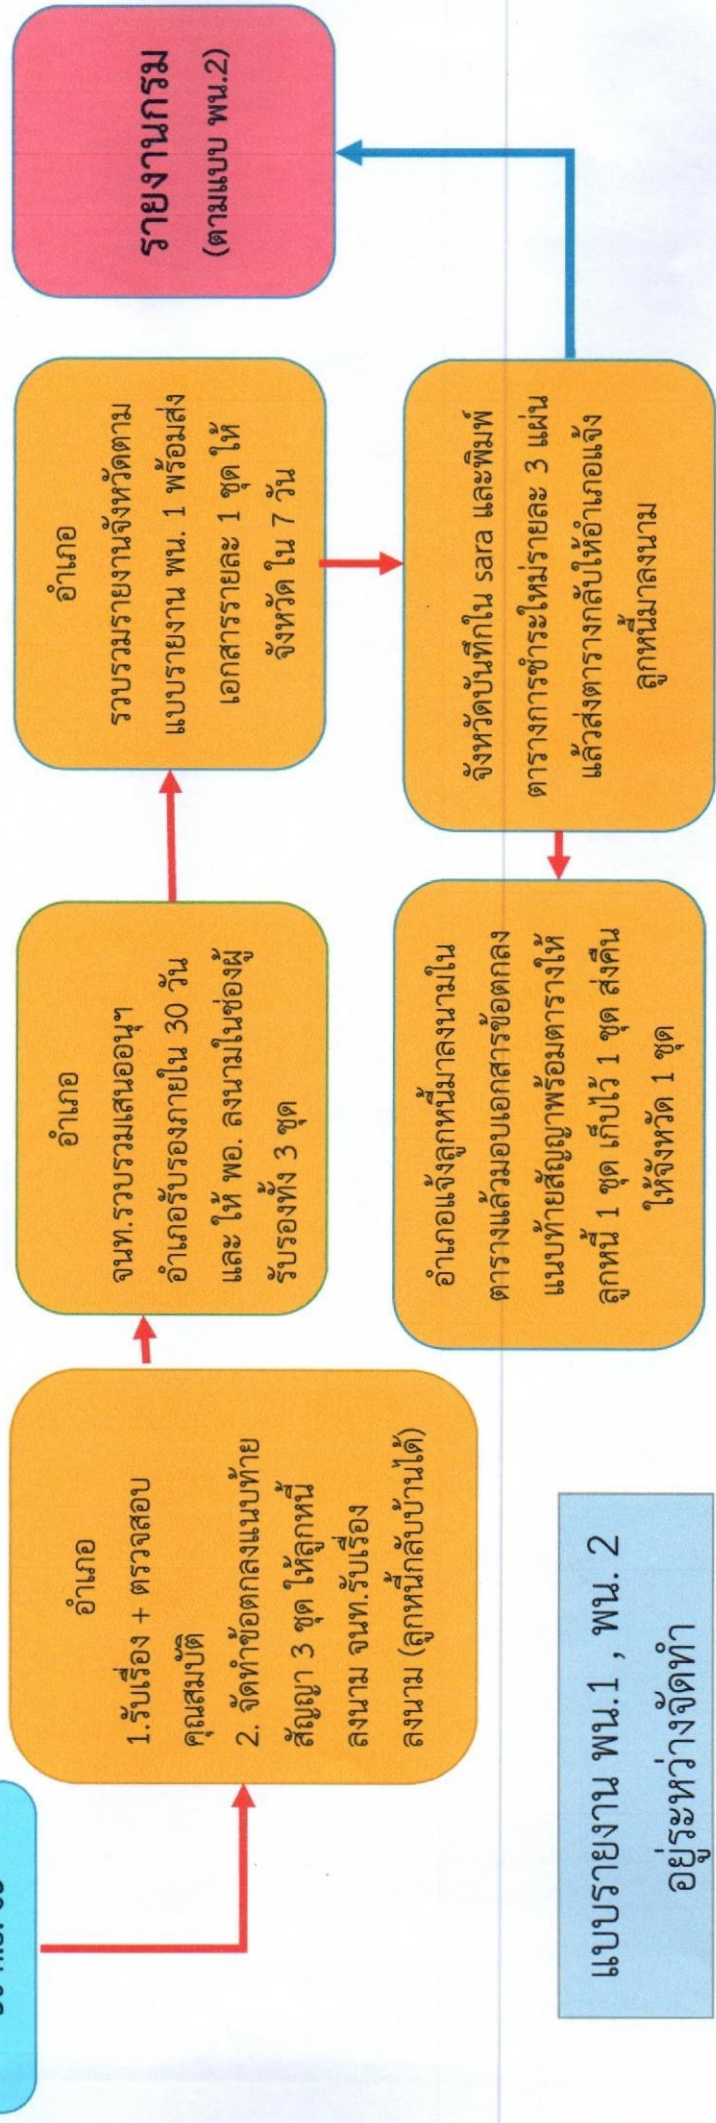 อำเภอ
1.รับเรื่อง + ตรวจสอบ
คุณสมบัติ
2. จัดทำข้อตกลงแนบท้าย
สัญญา 3 ชุด ให้ลูกหนี้
ลงนาม จนท.รับเรื่อง
ลงนาม (ลูกหนี้กลับบ้านได้)
อำเภอ
จนท.รวบรวมเสนออนุฯ
อำเภอรับรองภายใน 30 วัน
และ ให้ พอ. ลงนามในช่องผู้
รับรองทั้ง 3 ชุด
อำเภอ
รวบรวมรายงานจังหวัดตาม
แบบรายงาน พน. 1 พร้อมส่ง
เอกสารรายละ 1 ชุด ให้
จังหวัด ใน 7 วัน
จังหวัดบันทึกใน sara และพิมพ์
ตารางการชำระใหม่รายละ 3 แผ่น
แล้วส่งตารางกลับให้อำเภอแจ้ง
ลูกหนี้มาลงนาม
อำเภอแจ้งลูกหนี้มาลงนามใน
ตารางแล้วมอบเอกสารข้อตกลง
แนบท้ายสัญญาพร้อมตารางให้
ลูกหนี้ 1 ชุด เก็บไว้ 1 ชุด ส่งคืน
ให้จังหวัด 1 ชุด
รายงานกรม
(ตามแบบ พน.2)
แบบรายงาน พน.1 , พน. 2
อยู่ระหว่างจัดทำ